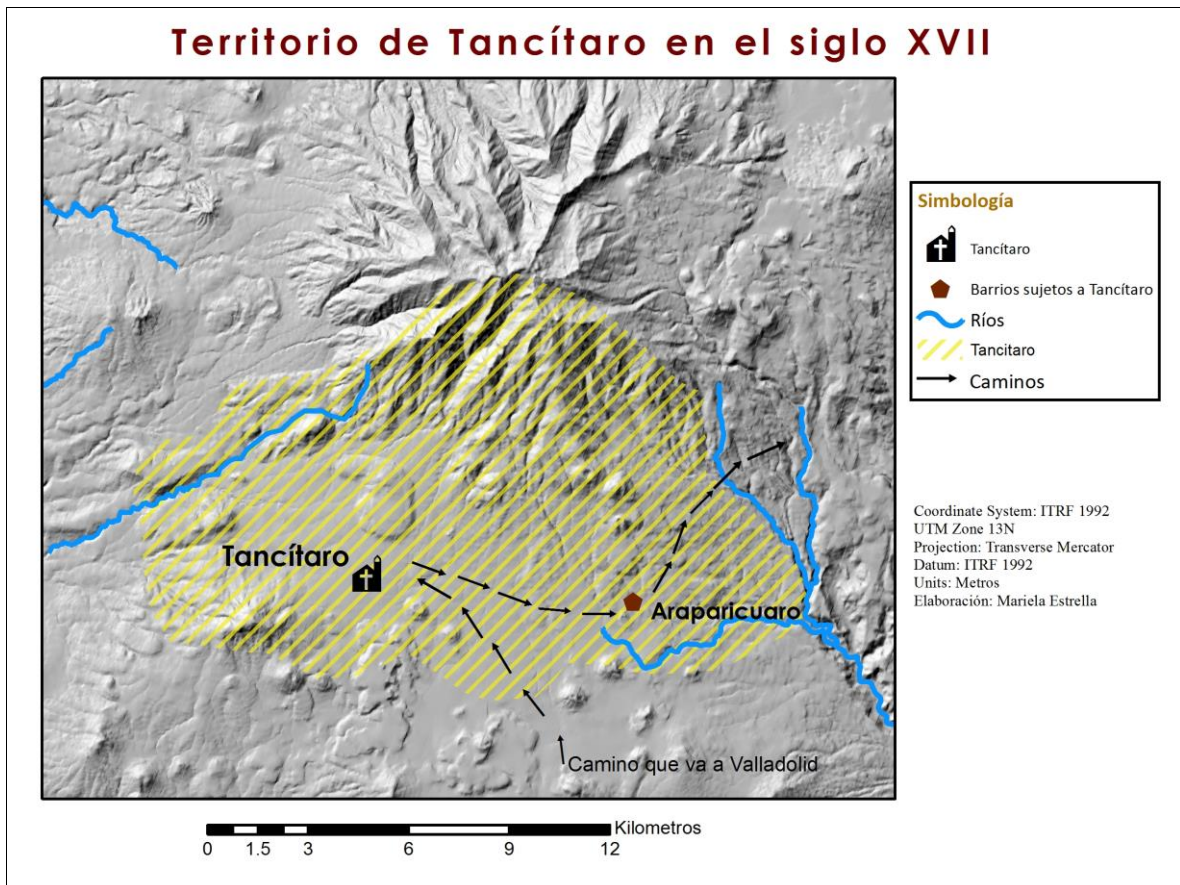 Territorio de Tancítaro en el siglo XVII
Simbología
Tancítaro
Barrios sujetos a Tancítaro
Ríos
Tancitaro
Caminos
Coordinate System: ITRF 1992
UTM Zone 13N
Projection: Transverse Mercator
Datum: ITRF 1992
Units: Metros
Elaboración: Mariela Estrella
Tancítaro
Araparicuaro
Camino que va a Valladolid
Kilometros
0 1.5 3 6 9 12